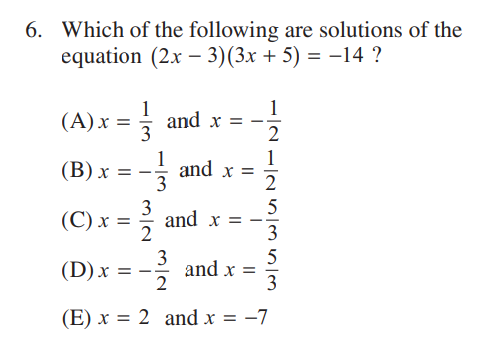 6. Which of the following are solutions of the
equation (2x – 3)(3x + 5) = –14 ?
(A) x = 1/3 and x = –1/2
(B) x = –1/3 and x = 1/2
(C) x = 3/2 and x = –5/3
(D) x = –3/2 and x = 5/3
(E) x = 2 and x = –7